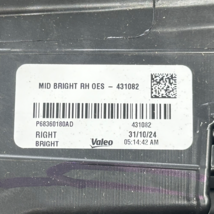 MID BRIGHT RH OES - 431082
P68360180AD
431082
RIGHT
31/10/24
BRIGHT
Valeo
05:14:42 AM